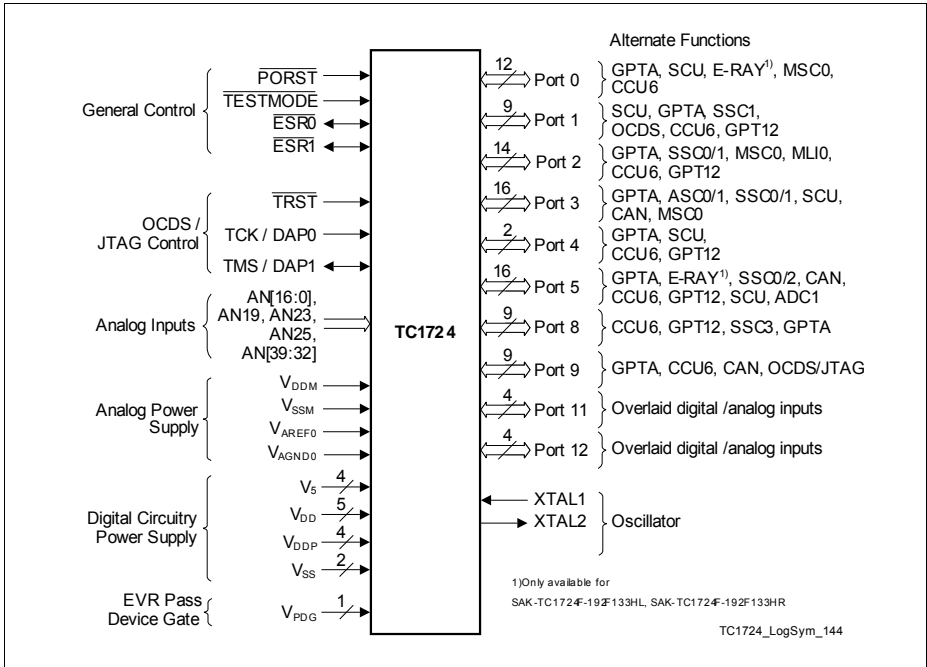 General Control
PORST
TESTMODE
ESR0
ESR1
OCDS /
JTAG Control
TRST
TCK / DAP0
TMS / DAP1
Analog Inputs
AN[16:0],
AN19, AN23,
AN25,
AN[39:32]
Analog Power
Supply
VDDM
VSSM
VAREF0
VAGND0
Digital Circuitry
Power Supply
V5 4
VDD 5
VDDP 4
VSS 2
EVR Pass
Device Gate
VPDG 1
TC1724
Alternate Functions
12 Port 0
GPTA, SCU, E-RAY1), MSC0,
CCU6
9 Port 1
SCU, GPTA, SSC1,
OCDS, CCU6, GPT12
14 Port 2
GPTA, SSC0/1, MSC0, MLI0,
CCU6, GPT12
16 Port 3
GPTA, ASC0/1, SSC0/1, SCU,
CAN, MSC0
2 Port 4
GPTA, SCU,
CCU6, GPT12
16 Port 5
GPTA, E-RAY1), SSC0/2, CAN,
CCU6, GPT12, SCU, ADC1
9 Port 8
CCU6, GPT12, SSC3, GPTA
9 Port 9
GPTA, CCU6, CAN, OCDS/JTAG
4 Port 11
Overlaid digital /analog inputs
4 Port 12
Overlaid digital /analog inputs
XTAL1
XTAL2
Oscillator
1)Only available for
SAK-TC1724F-192F133HL, SAK-TC1724F-192F133HR
TC1724_LogSym_144